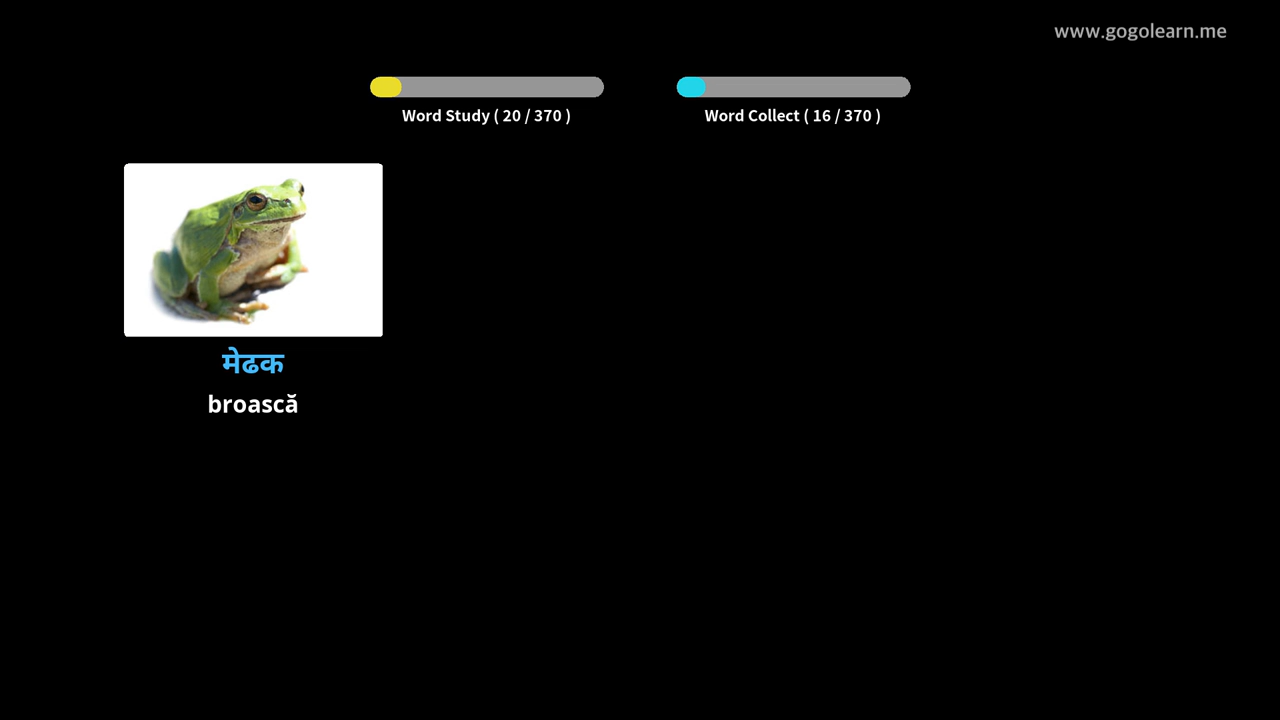 www.gogolearn.me
Word Study ( 20 / 370 )
Word Collect ( 16 / 370 )
मेढक
broască